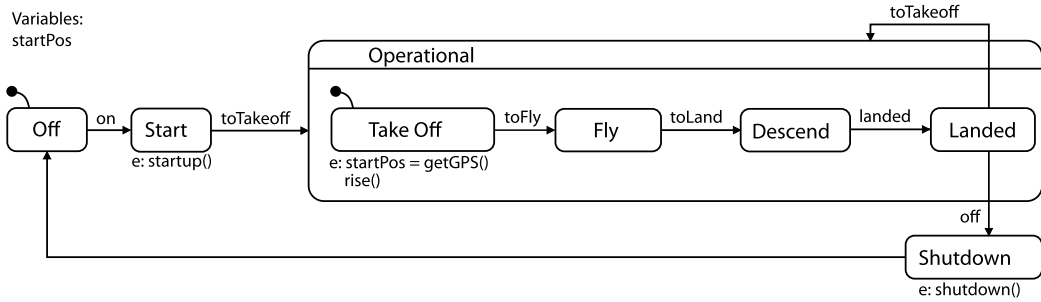 Variables:
startPos
toTakeoff
Operational
Off
on
Start
toTakeoff
Take Off
toFly
Fly
toLand
Descend
landed
Landed
e: startup()
e: startPos = getGPS()
rise()
off
Shutdown
e: shutdown()